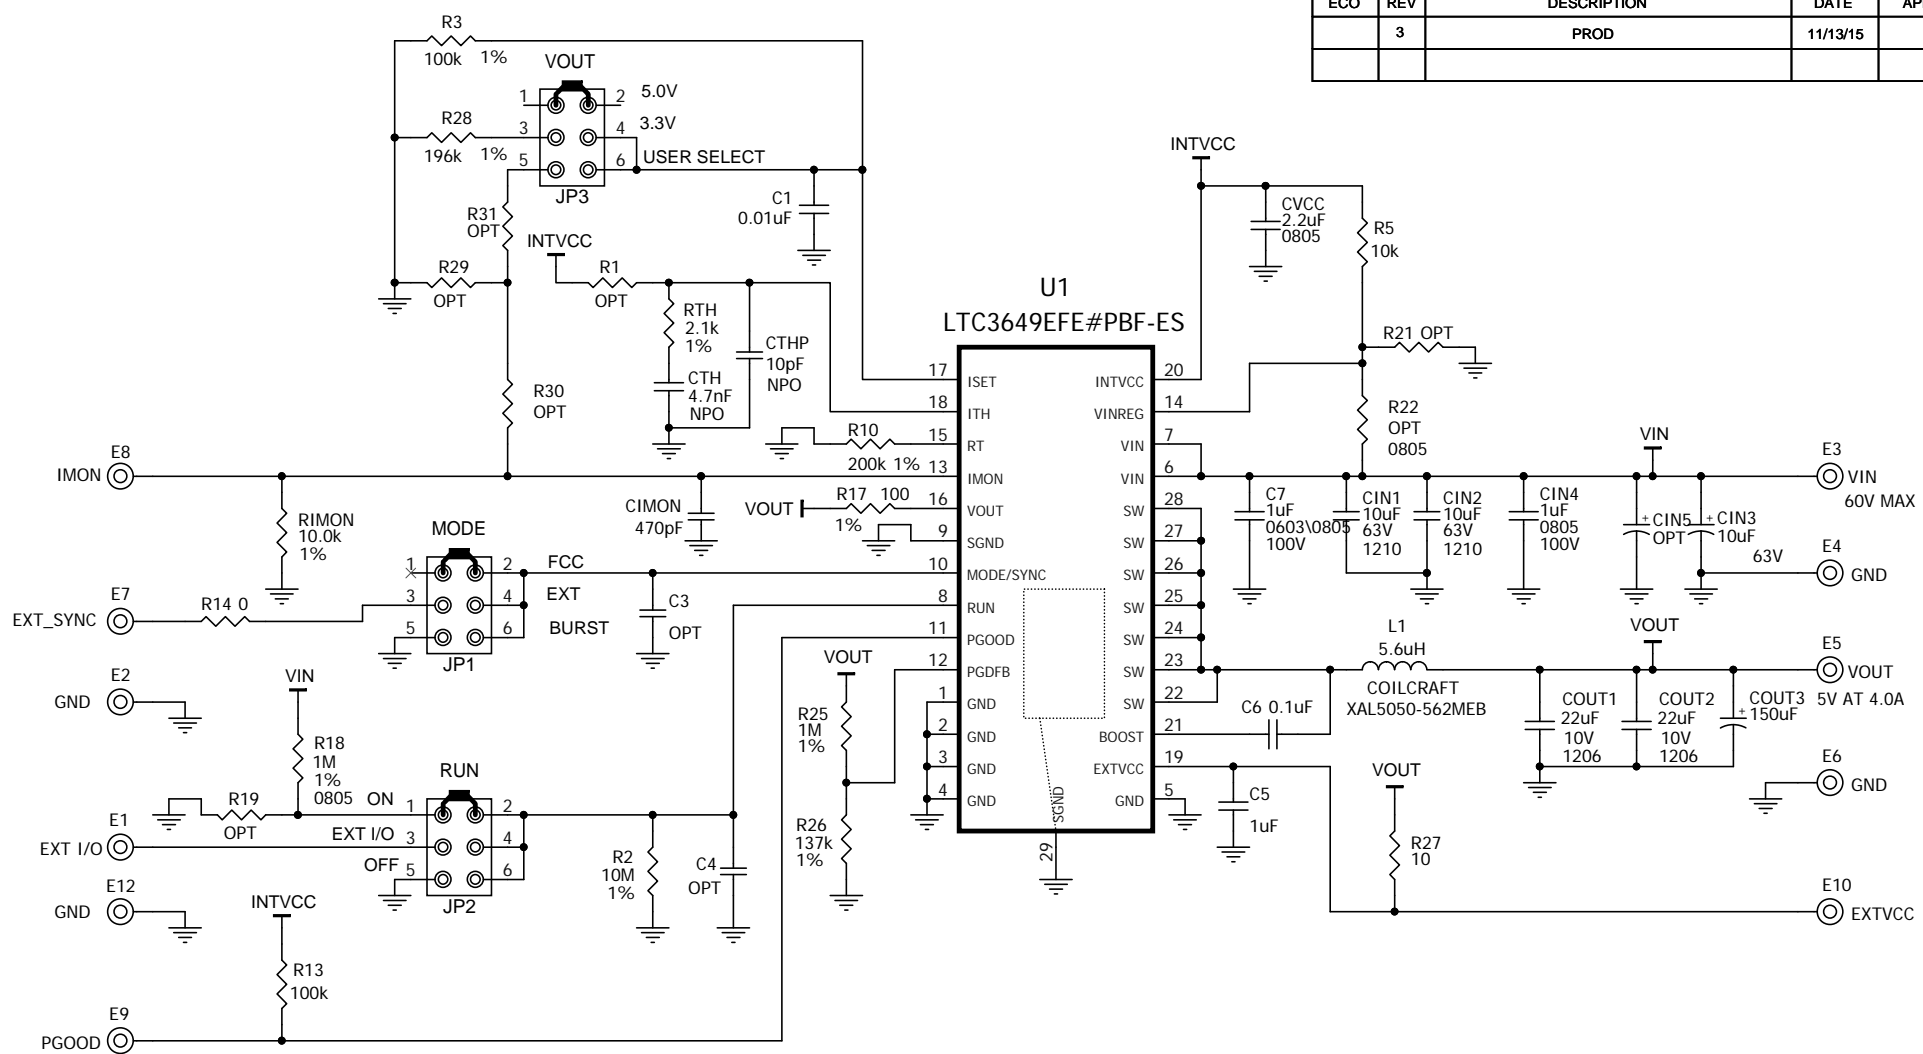 ECO REV DESCRIPTION DATE AP
3 PROD 11/13/15
R3
100k 1%
VOUT
1 2 5.0V
R28
196k 1%
3 4 3.3V
5 6 USER SELECT
JP3
R31
OPT
C1
0.01uF
INTVCC
R29
OPT
R1
OPT
RTH
2.1k
1%
CTHP
10pF
NPO
CTH
4.7nF
NPO
R30
OPT
R10
200k 1%
E8
IMON
RIMON
10.0k
1%
CIMON
470pF
VOUT
R17 100
1%
MODE
1 2 FCC
3 4 EXT
5 6 BURST
JP1
E7
EXT_SYNC
R14 0
C3
OPT
E2
GND
VIN
R18
1M
1%
0805
R19
OPT
RUN
ON 1 2
EXT I/O 3 4
OFF 5 6
JP2
E1
EXT I/O
E12
GND
INTVCC
R13
100k
E9
PGOOD
R2
10M
1%
C4
OPT
VOUT
R25
1M
1%
R26
137k
1%
U1
LTC3649EFE#PBF-ES
17 ISET
18 ITH
15 RT
13 IMON
16 VOUT
9 SGND
10 MODE/SYNC
8 RUN
11 PGOOD
12 PGDFB
1 GND
2 GND
3 GND
4 GND
INTVCC 20
VINREG 14
VIN 7
VIN 6
SW 28
SW 27
SW 26
SW 25
SW 24
SW 23
SW 22
BOOST 21
EXTVCC 19
GND 5
SGND
29
INTVCC
CVCC
2.2uF
0805
R5
10k
R21 OPT
R22
OPT
0805
C7
1uF
0603\0805
100V
CIN1
10uF
63V
1210
CIN2
10uF
63V
1210
CIN4
1uF
0805
100V
VIN
+ CIN5
OPT
+ CIN3
10uF
63V
E3
VIN
60V MAX
E4
GND
L1
5.6uH
COILCRAFT
XAL5050-562MEB
VOUT
C6 0.1uF
COUT1
22uF
10V
1206
COUT2
22uF
10V
1206
COUT3
+ 150uF
E5
VOUT
5V AT 4.0A
E6
GND
C5
1uF
VOUT
R27
10
E10
EXTVCC